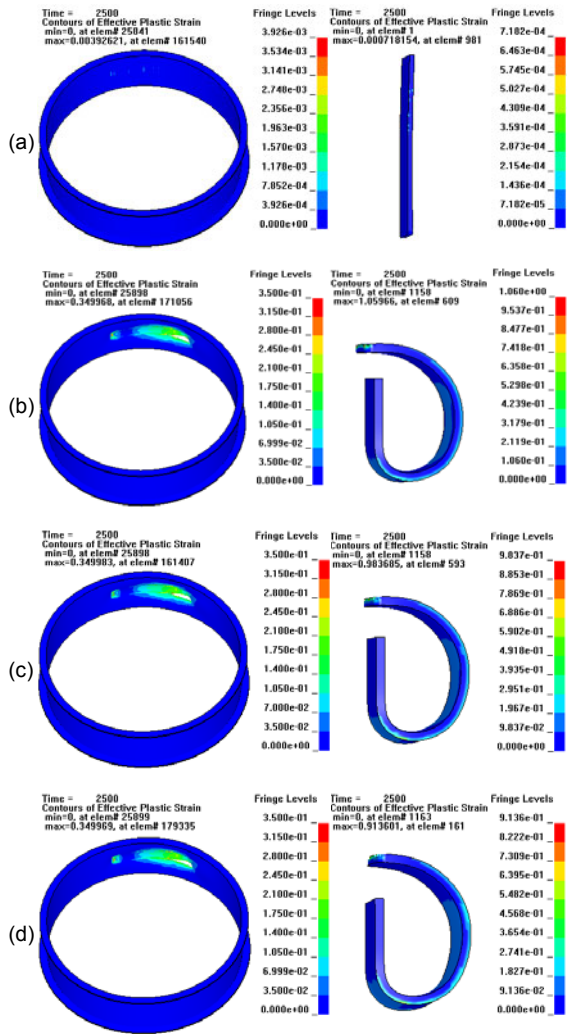 Time = 2500
Contours of Effective Plastic Strain
min=0, at elem# 25841
max=0.00392621, at elem# 161540
Fringe Levels
3.926e-03
3.534e-03
3.141e-03
2.748e-03
2.356e-03
1.963e-03
1.570e-03
1.178e-03
7.852e-04
3.926e-04
0.000e+00
Time = 2500
Contours of Effective Plastic Strain
min=0, at elem# 1
max=0.000718154, at elem# 981
Fringe Levels
7.182e-04
6.463e-04
5.745e-04
5.027e-04
4.309e-04
3.591e-04
2.873e-04
2.154e-04
1.436e-04
7.182e-05
0.000e+00
(a)
Time = 2500
Contours of Effective Plastic Strain
min=0, at elem# 25898
max=0.349968, at elem# 171056
Fringe Levels
3.500e-01
3.150e-01
2.800e-01
2.450e-01
2.100e-01
1.750e-01
1.400e-01
1.050e-01
6.999e-02
3.500e-02
0.000e+00
Time = 2500
Contours of Effective Plastic Strain
min=0, at elem# 1158
max=1.05966, at elem# 609
Fringe Levels
1.060e+00
9.537e-01
8.477e-01
7.418e-01
6.358e-01
5.298e-01
4.239e-01
3.179e-01
2.119e-01
1.060e-01
0.000e+00
(b)
Time = 2500
Contours of Effective Plastic Strain
min=0, at elem# 25898
max=0.349983, at elem# 161407
Fringe Levels
3.500e-01
3.150e-01
2.800e-01
2.450e-01
2.100e-01
1.750e-01
1.400e-01
1.050e-01
7.000e-02
3.500e-02
0.000e+00
Time = 2500
Contours of Effective Plastic Strain
min=0, at elem# 1158
max=0.983685, at elem# 593
Fringe Levels
9.837e-01
8.853e-01
7.869e-01
6.886e-01
5.902e-01
4.918e-01
3.935e-01
2.951e-01
1.967e-01
9.837e-02
0.000e+00
(c)
Time = 2500
Contours of Effective Plastic Strain
min=0, at elem# 25899
max=0.349969, at elem# 179335
Fringe Levels
3.500e-01
3.150e-01
2.800e-01
2.450e-01
2.100e-01
1.750e-01
1.400e-01
1.050e-01
6.999e-02
3.500e-02
0.000e+00
Time = 2500
Contours of Effective Plastic Strain
min=0, at elem# 1163
max=0.913601, at elem# 161
Fringe Levels
9.136e-01
8.222e-01
7.309e-01
6.395e-01
5.482e-01
4.568e-01
3.654e-01
2.741e-01
1.827e-01
9.136e-02
0.000e+00
(d)